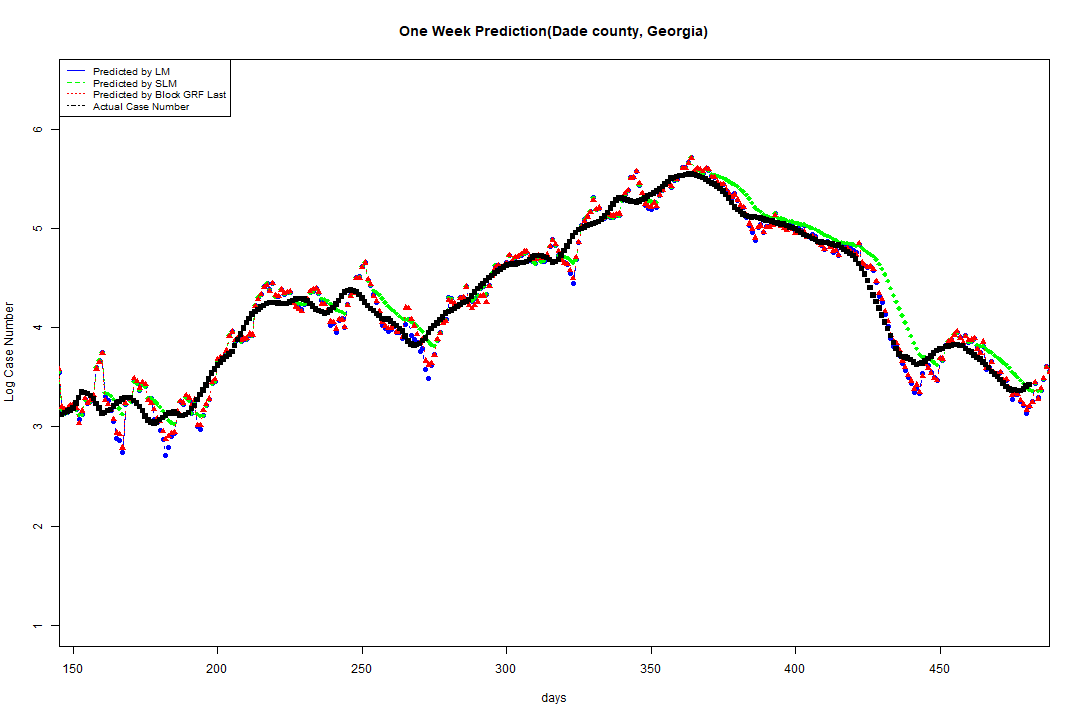 One Week Prediction(Dade county, Georgia)
Predicted by LM
Predicted by SLM
Predicted by Block GRF Last
Actual Case Number
6
5
4
3
2
1
Log Case Number
150 200 250 300 350 400 450
days